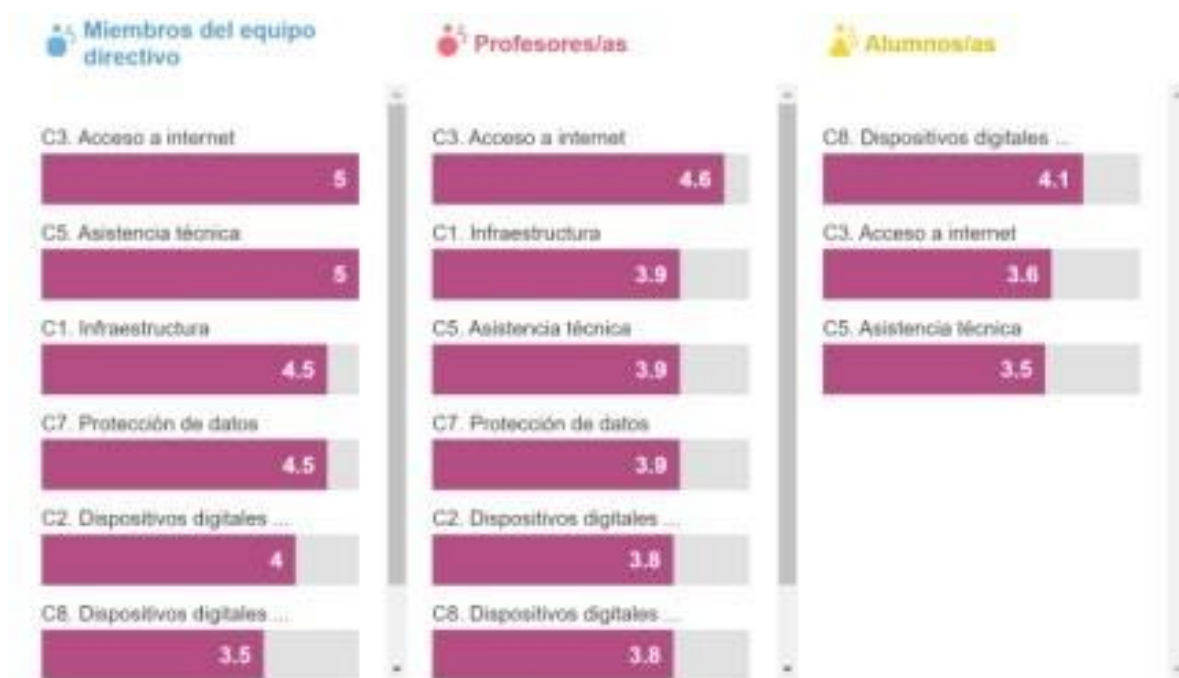 Miembros del equipo
directivo
C3. Acceso a internet
5
C5. Asistencia técnica
5
C1. Infraestructura
4.5
C7. Protección de datos
4.5
C2. Dispositivos digitales ...
4
C8. Dispositivos digitales ...
3.5
Profesores/as
C3. Acceso a internet
4.6
C1. Infraestructura
3.9
C5. Asistencia técnica
3.9
C7. Protección de datos
3.9
C2. Dispositivos digitales ...
3.8
C8. Dispositivos digitales ...
3.8
Alumnos/as
C8. Dispositivos digitales ...
4.1
C3. Acceso a internet
3.6
C5. Asistencia técnica
3.5